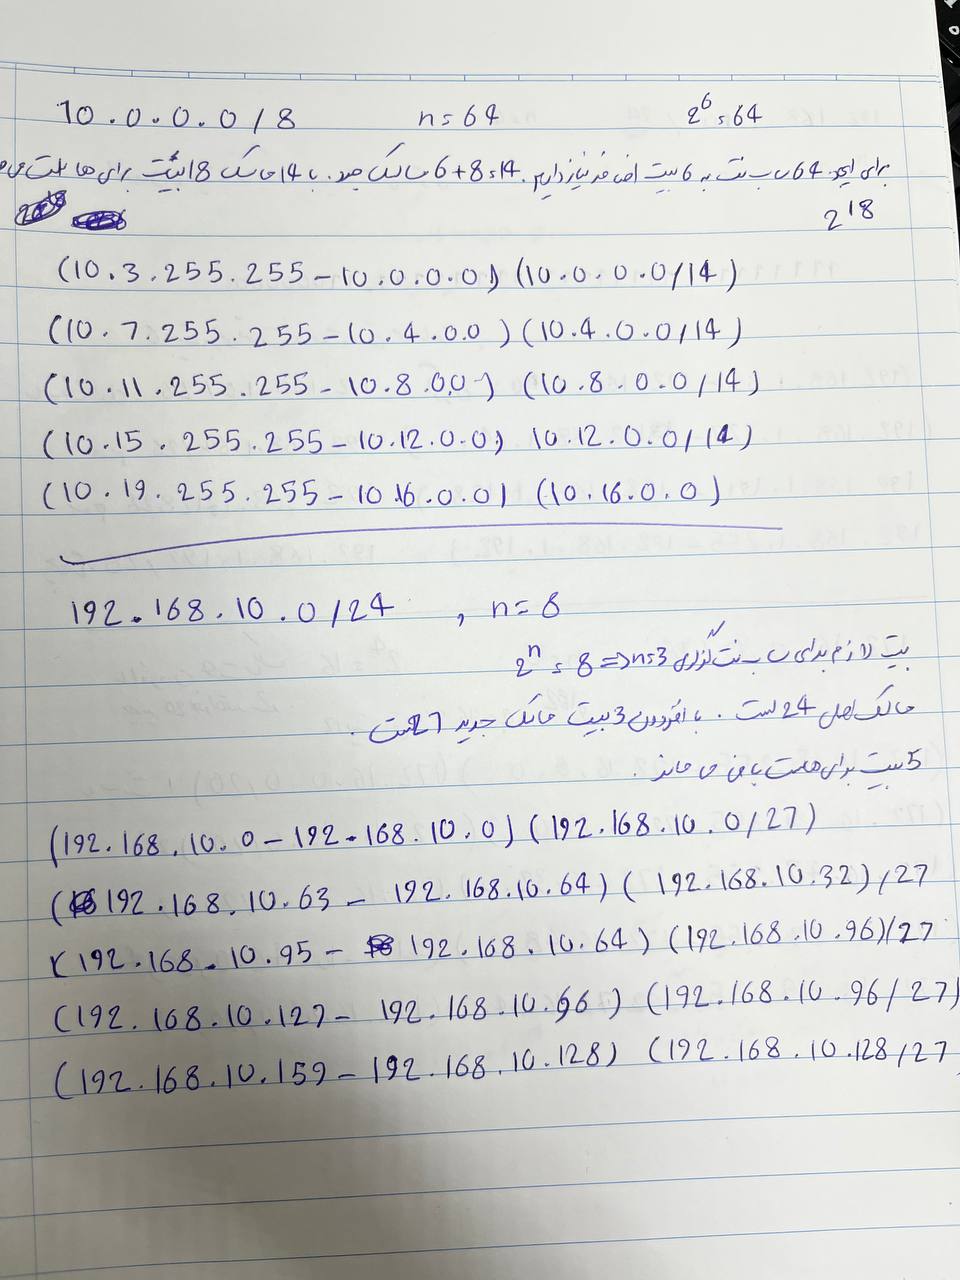 10.0.0.0/8 n=64 2^6=64
برای ایجاد 64 ساب نت به 6 بیت اضافه نیاز داریم. 14=8+6 ماسک جدید. با 14 ماسک 18 بیت برای هاست می
2^18
(10.3.255.255-10.0.0.0) (10.0.0.0/14)
(10.7.255.255-10.4.0.0) (10.4.0.0/14)
(10.11.255.255-10.8.0.0) (10.8.0.0/14)
(10.15.255.255-10.12.0.0) 10.12.0.0/14)
(10.19.255.255-10.16.0.0) (10.16.0.0)
192.168.10.0/24 , n=8
بیت لازم برای ساب نت گذاری 2^n=8=>n=3
ماسک اصلی 24 است. با افزودن 3 بیت ماسک جدید 27 است.
5 بیت برای هاست باقی می ماند.
(192.168.10.0-192.168.10.0) (192.168.10.0/27)
(192.168.10.63-192.168.10.64) (192.168.10.32)/27
(192.168.10.95-192.168.10.64) (192.168.10.96)/27
(192.168.10.127-192.168.10.96) (192.168.10.96/27)
(192.168.10.159-192.168.10.128) (192.168.10.128/27